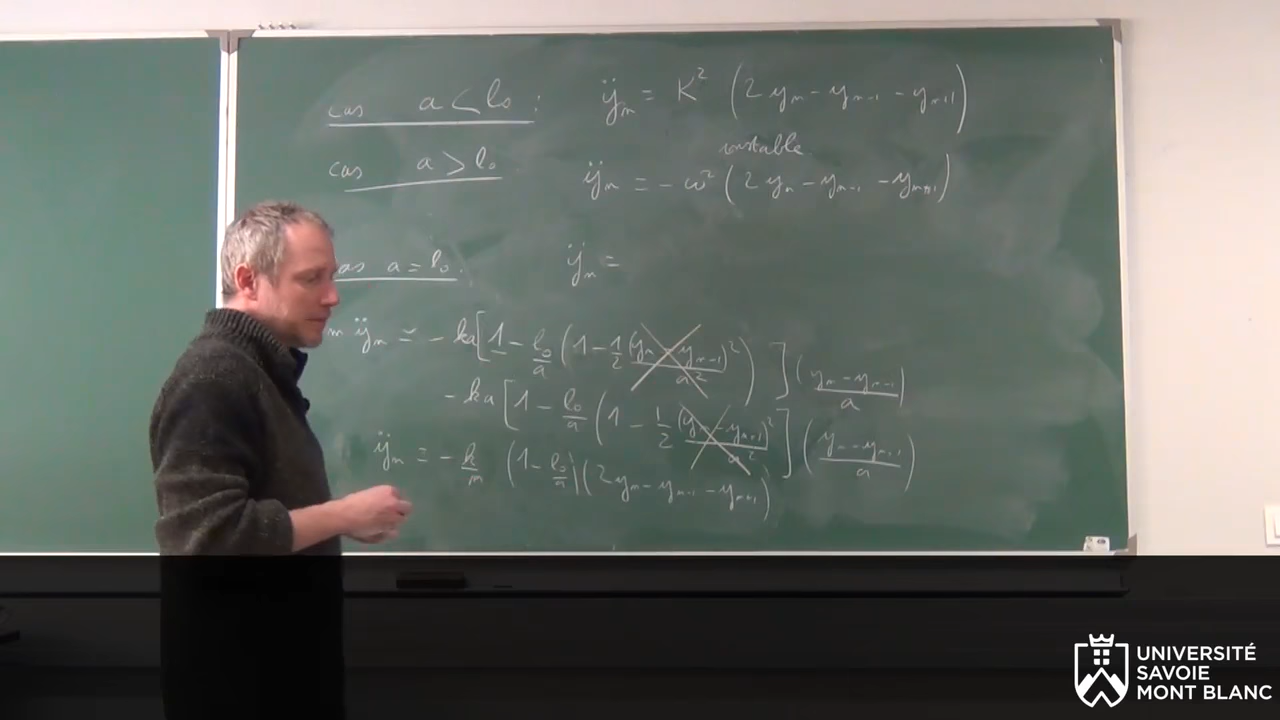 cas a < l₀ : ÿₙ = K² (2yₙ − yₙ₋₁ − yₙ₊₁)
instable
cas a > l₀ ÿₙ = − ω² (2yₙ − yₙ₋₁ − yₙ₊₁)
as a = l₀ : ÿₙ =
m ÿₙ = − ka [1 − l₀/a (1 − 1/2 (yₙ − yₙ₋₁)²/a²)] (yₙ − yₙ₋₁)/a
− ka [1 − l₀/a (1 − 1/2 (yₙ − yₙ₊₁)²/a²)] (yₙ − yₙ₊₁)/a
ÿₙ = − k/m (1 − l₀/a)(2yₙ − yₙ₋₁ − yₙ₊₁)
UNIVERSITÉ
SAVOIE
MONT BLANC